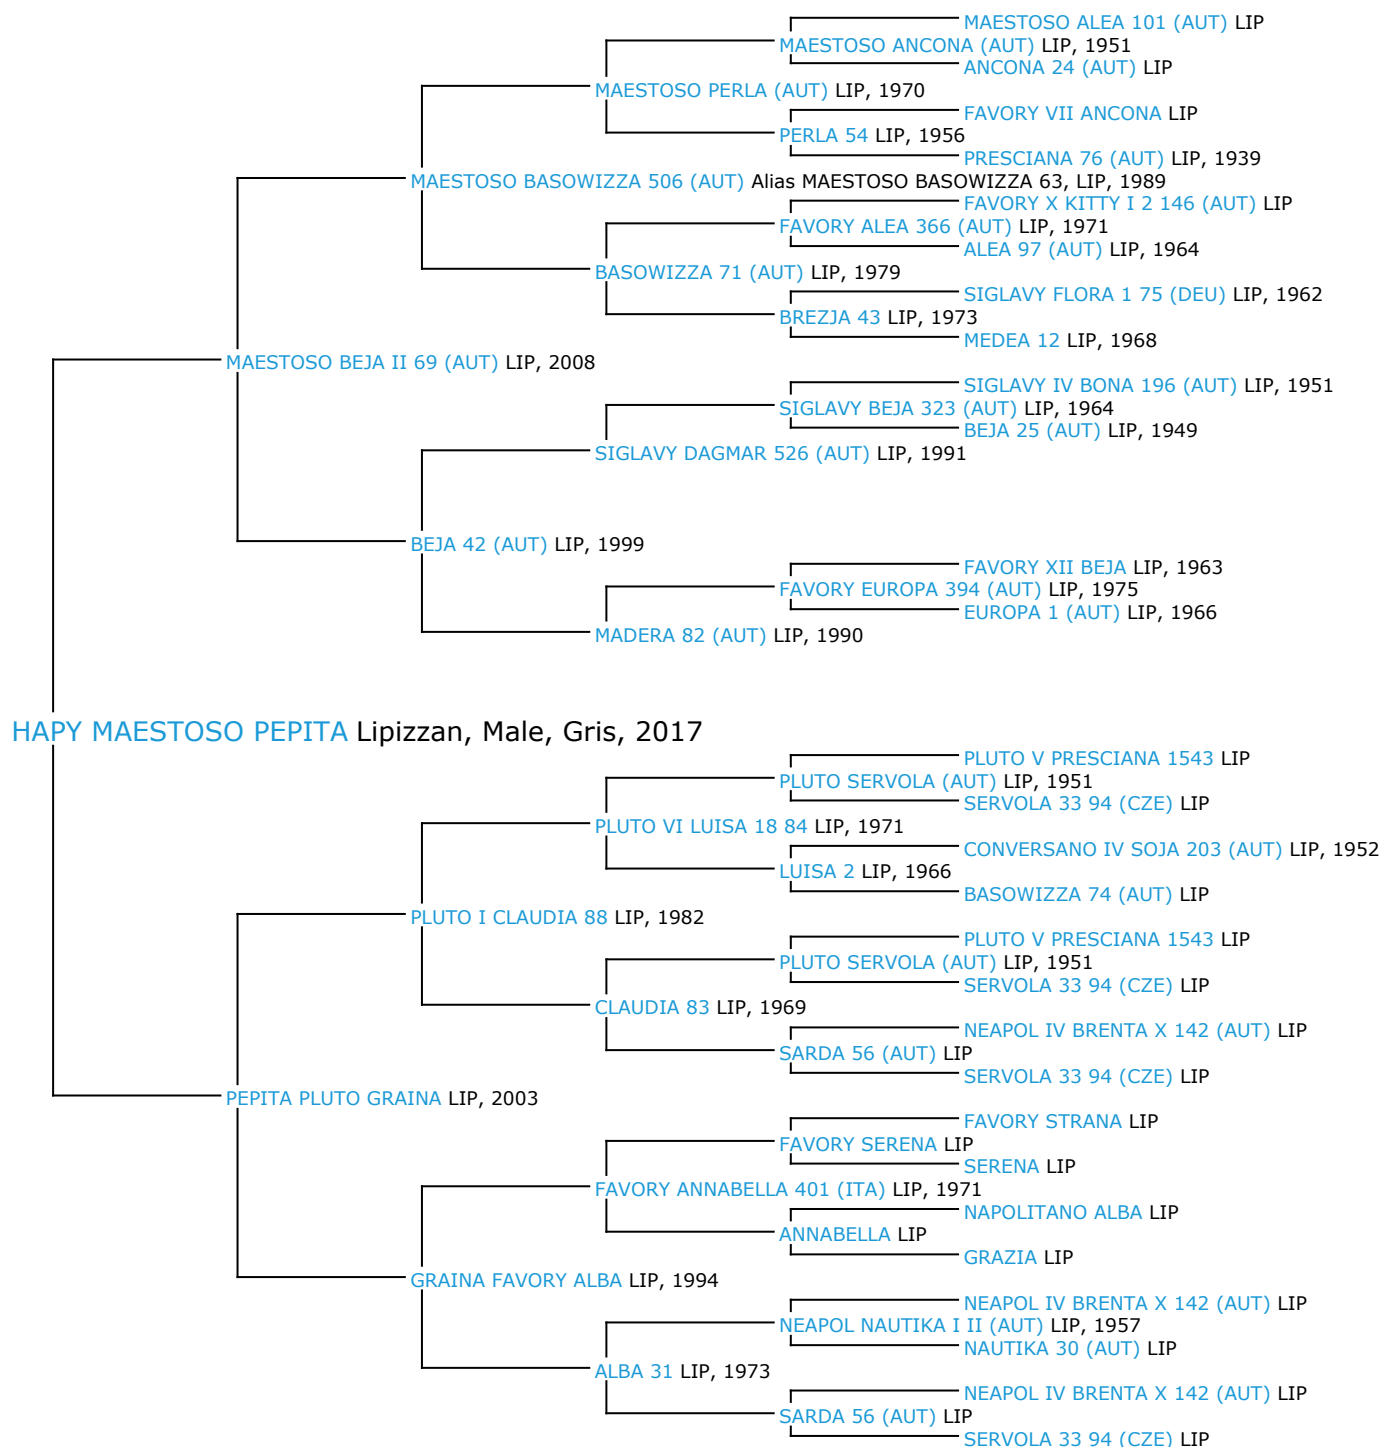 MAESTOSO ALEA 101 (AUT) LIP
MAESTOSO ANCONA (AUT) LIP, 1951
ANCONA 24 (AUT) LIP
MAESTOSO PERLA (AUT) LIP, 1970
FAVORY VII ANCONA LIP
PERLA 54 LIP, 1956
PRESCIANA 76 (AUT) LIP, 1939
MAESTOSO BASOWIZZA 506 (AUT) Alias MAESTOSO BASOWIZZA 63, LIP, 1989
FAVORY X KITTY I 2 146 (AUT) LIP
FAVORY ALEA 366 (AUT) LIP, 1971
ALEA 97 (AUT) LIP, 1964
BASOWIZZA 71 (AUT) LIP, 1979
SIGLAVY FLORA 1 75 (DEU) LIP, 1962
BREZJA 43 LIP, 1973
MEDEA 12 LIP, 1968
MAESTOSO BEJA II 69 (AUT) LIP, 2008
SIGLAVY IV BONA 196 (AUT) LIP, 1951
SIGLAVY BEJA 323 (AUT) LIP, 1964
BEJA 25 (AUT) LIP, 1949
SIGLAVY DAGMAR 526 (AUT) LIP, 1991
BEJA 42 (AUT) LIP, 1999
FAVORY XII BEJA LIP, 1963
FAVORY EUROPA 394 (AUT) LIP, 1975
EUROPA 1 (AUT) LIP, 1966
MADERA 82 (AUT) LIP, 1990
HAPY MAESTOSO PEPITA Lipizzan, Male, Gris, 2017
PLUTO V PRESCIANA 1543 LIP
PLUTO SERVOLA (AUT) LIP, 1951
SERVOLA 33 94 (CZE) LIP
PLUTO VI LUISA 18 84 LIP, 1971
CONVERSANO IV SOJA 203 (AUT) LIP, 1952
LUISA 2 LIP, 1966
BASOWIZZA 74 (AUT) LIP
PLUTO I CLAUDIA 88 LIP, 1982
PLUTO V PRESCIANA 1543 LIP
PLUTO SERVOLA (AUT) LIP, 1951
SERVOLA 33 94 (CZE) LIP
CLAUDIA 83 LIP, 1969
NEAPOL IV BRENTA X 142 (AUT) LIP
SARDA 56 (AUT) LIP
SERVOLA 33 94 (CZE) LIP
PEPITA PLUTO GRAINA LIP, 2003
FAVORY STRANA LIP
FAVORY SERENA LIP
SERENA LIP
FAVORY ANNABELLA 401 (ITA) LIP, 1971
NAPOLITANO ALBA LIP
ANNABELLA LIP
GRAZIA LIP
GRAINA FAVORY ALBA LIP, 1994
NEAPOL IV BRENTA X 142 (AUT) LIP
NEAPOL NAUTIKA I II (AUT) LIP, 1957
NAUTIKA 30 (AUT) LIP
ALBA 31 LIP, 1973
NEAPOL IV BRENTA X 142 (AUT) LIP
SARDA 56 (AUT) LIP
SERVOLA 33 94 (CZE) LIP